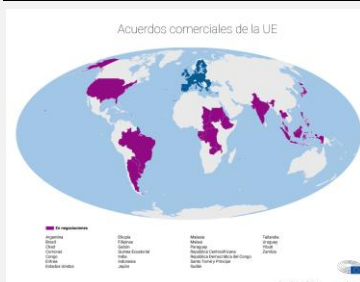 Acuerdos comerciales de la UE
En negociaciones
Argentina
Brasil
Chad
Comoras
Congo
Eritrea
Estados Unidos
Etiopía
Filipinas
Gabón
Guinea Ecuatorial
India
Indonesia
Japón
Malasia
Malaui
Paraguay
República Centroafricana
República Democrática del Congo
Santo Tomé y Príncipe
Sudán
Tailandia
Uruguay
Yibuti
Zambia